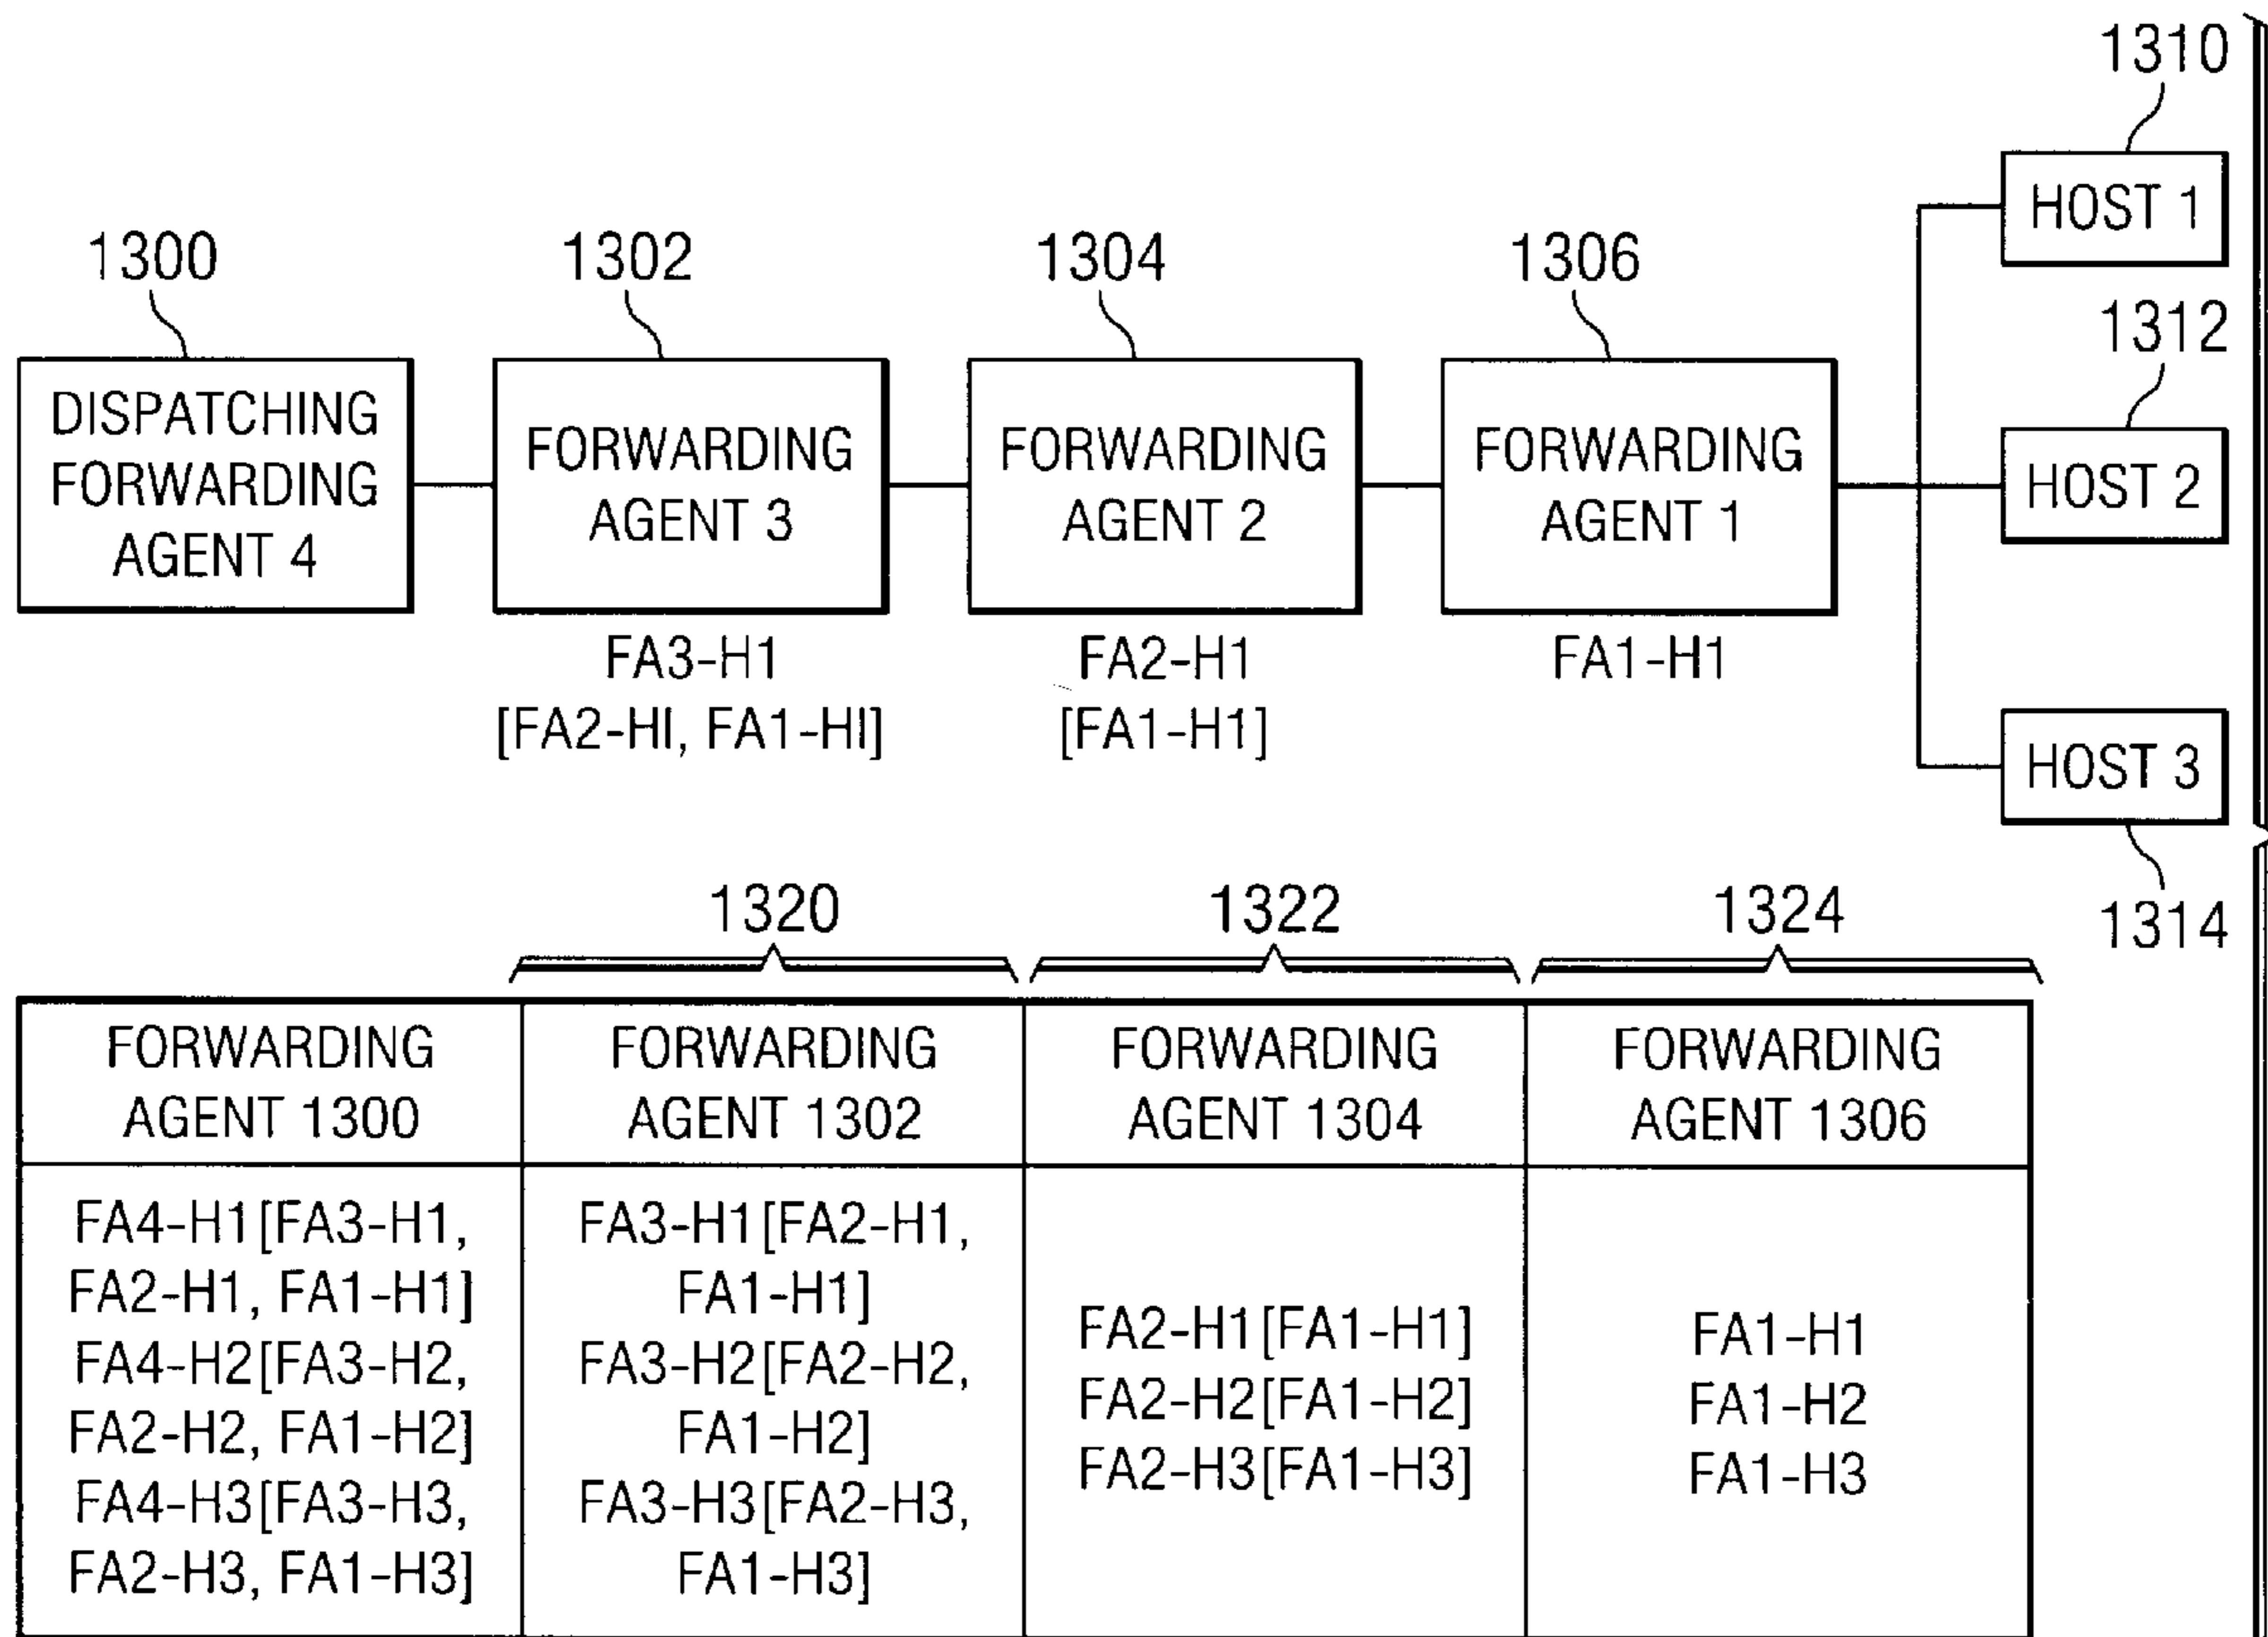 1310
1300
1302
1304
1306
HOST 1
1312
DISPATCHING
FORWARDING
AGENT 4
FORWARDING
AGENT 3
FORWARDING
AGENT 2
FORWARDING
AGENT 1
HOST 2
FA3-H1
[FA2-HI, FA1-HI]
FA2-H1
[FA1-H1]
FA1-H1
HOST 3
1314
1320
1322
1324
FORWARDING
AGENT 1300
FORWARDING
AGENT 1302
FORWARDING
AGENT 1304
FORWARDING
AGENT 1306
FA4-H1[FA3-H1,
FA2-H1, FA1-H1]
FA4-H2[FA3-H2,
FA2-H2, FA1-H2]
FA4-H3[FA3-H3,
FA2-H3, FA1-H3]
FA3-H1[FA2-H1,
FA1-H1]
FA3-H2[FA2-H2,
FA1-H2]
FA3-H3[FA2-H3,
FA1-H3]
FA2-H1[FA1-H1]
FA2-H2[FA1-H2]
FA2-H3[FA1-H3]
FA1-H1
FA1-H2
FA1-H3